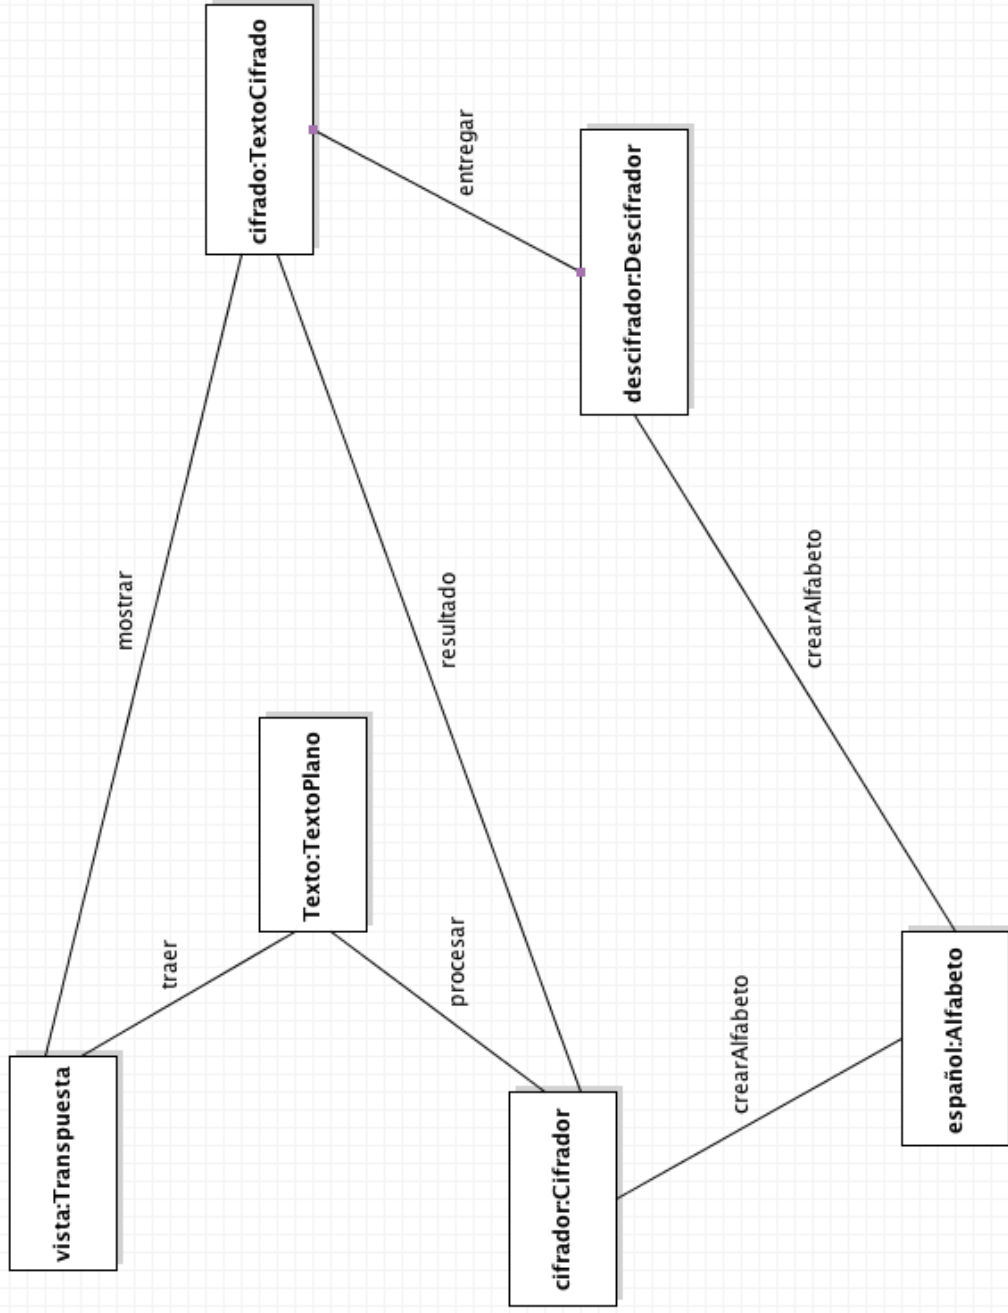 vista:Transpuesta
mostrar
cifrado:TextoCifrado
traer
Texto:TextoPlano
procesar
resultado
entregar
cifrador:Cifrador
descifrador:Descifrador
crearAlfabeto
crearAlfabeto
español:Alfabeto